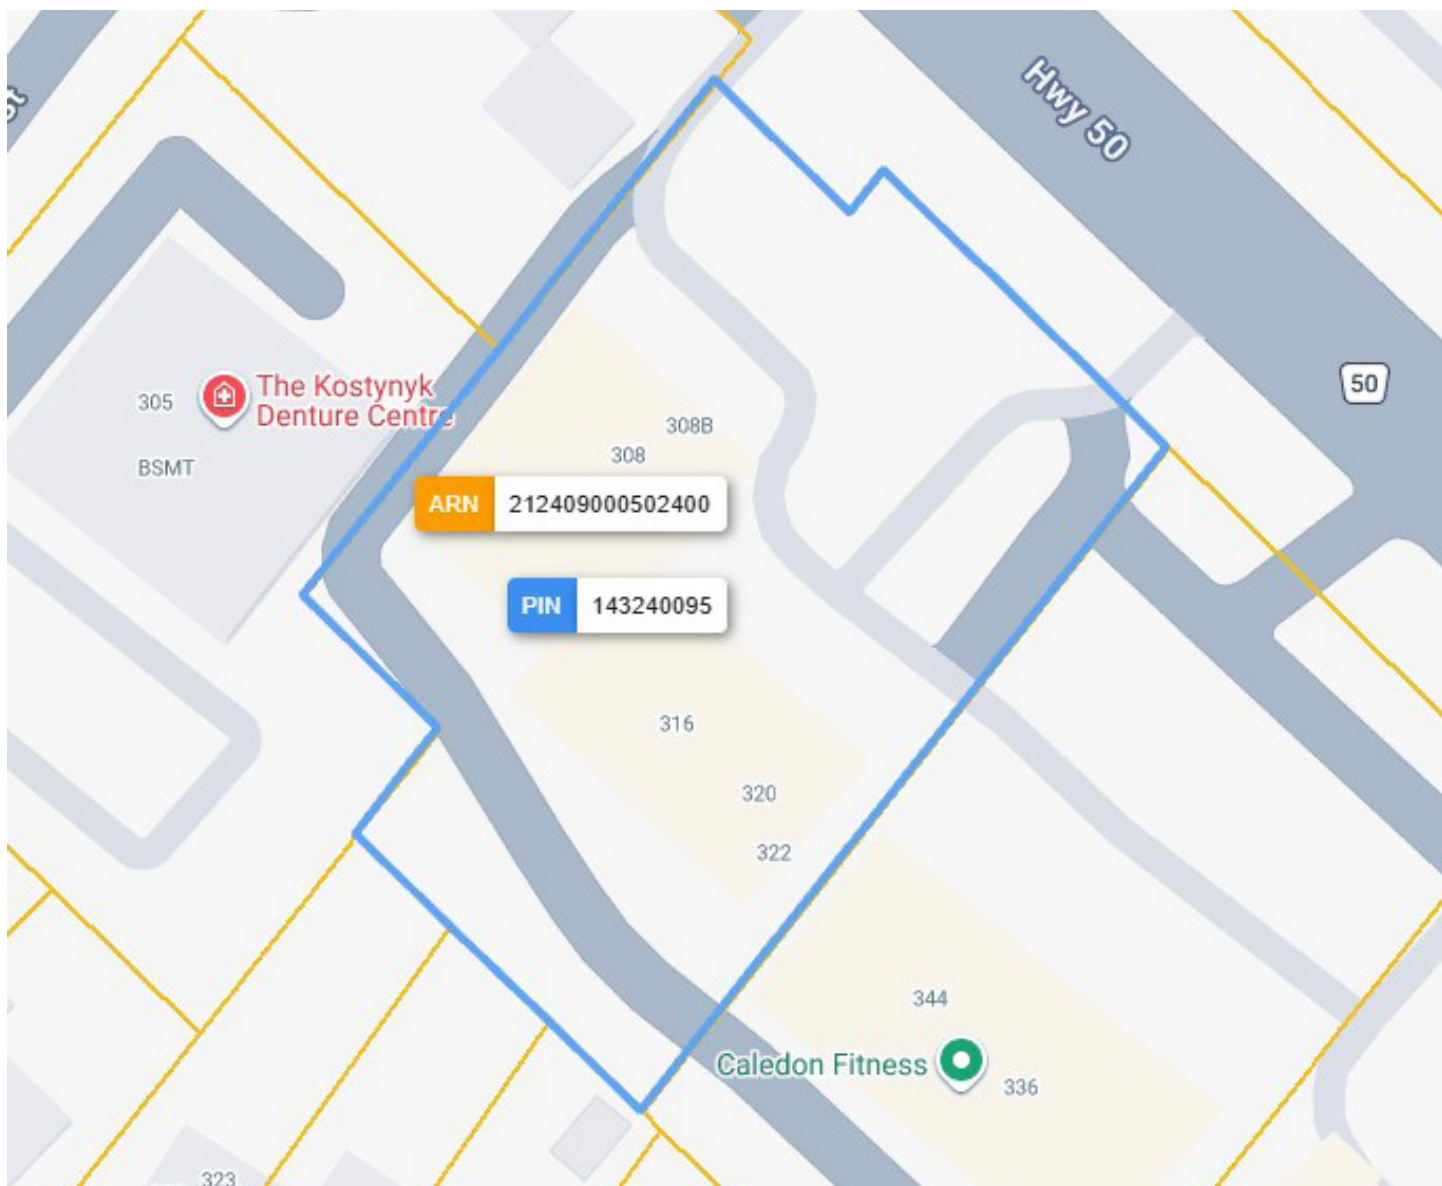 st
Hwy 50
50
The Kostynyk
Denture Centre
305
BSMT
308B
308
ARN 212409000502400
PIN 143240095
316
320
322
344
Caledon Fitness
336
323